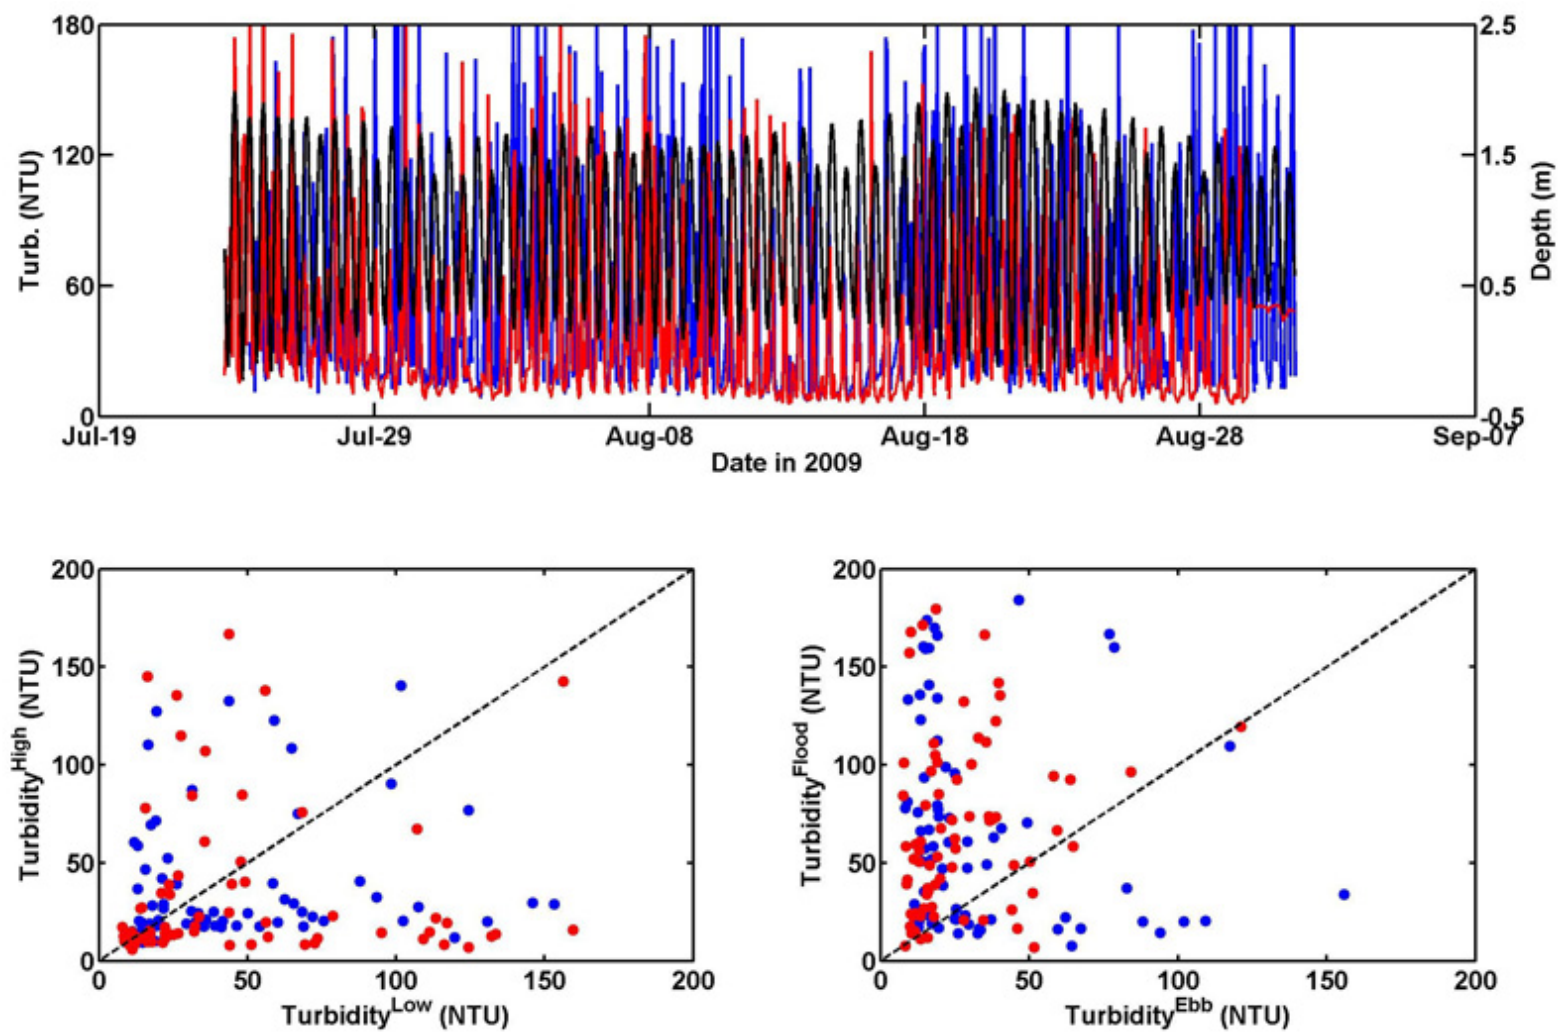 180
120
60
0
Turb. (NTU)
2.5
1.5
0.5
-0.5
Depth (m)
Jul-19 Jul-29 Aug-08 Aug-18 Aug-28 Sep-07
Date in 2009
200
150
100
50
0
Turbidity^High (NTU)
0 50 100 150 200
Turbidity^Low (NTU)
200
150
100
50
0
Turbidity^Flood (NTU)
0 50 100 150 200
Turbidity^Ebb (NTU)